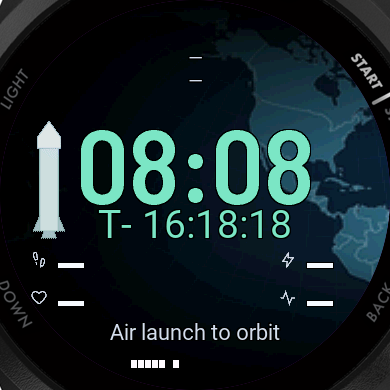 LIGHT
START
08:08
T- 16:18:18
DOWN
BACK
Air launch to orbit